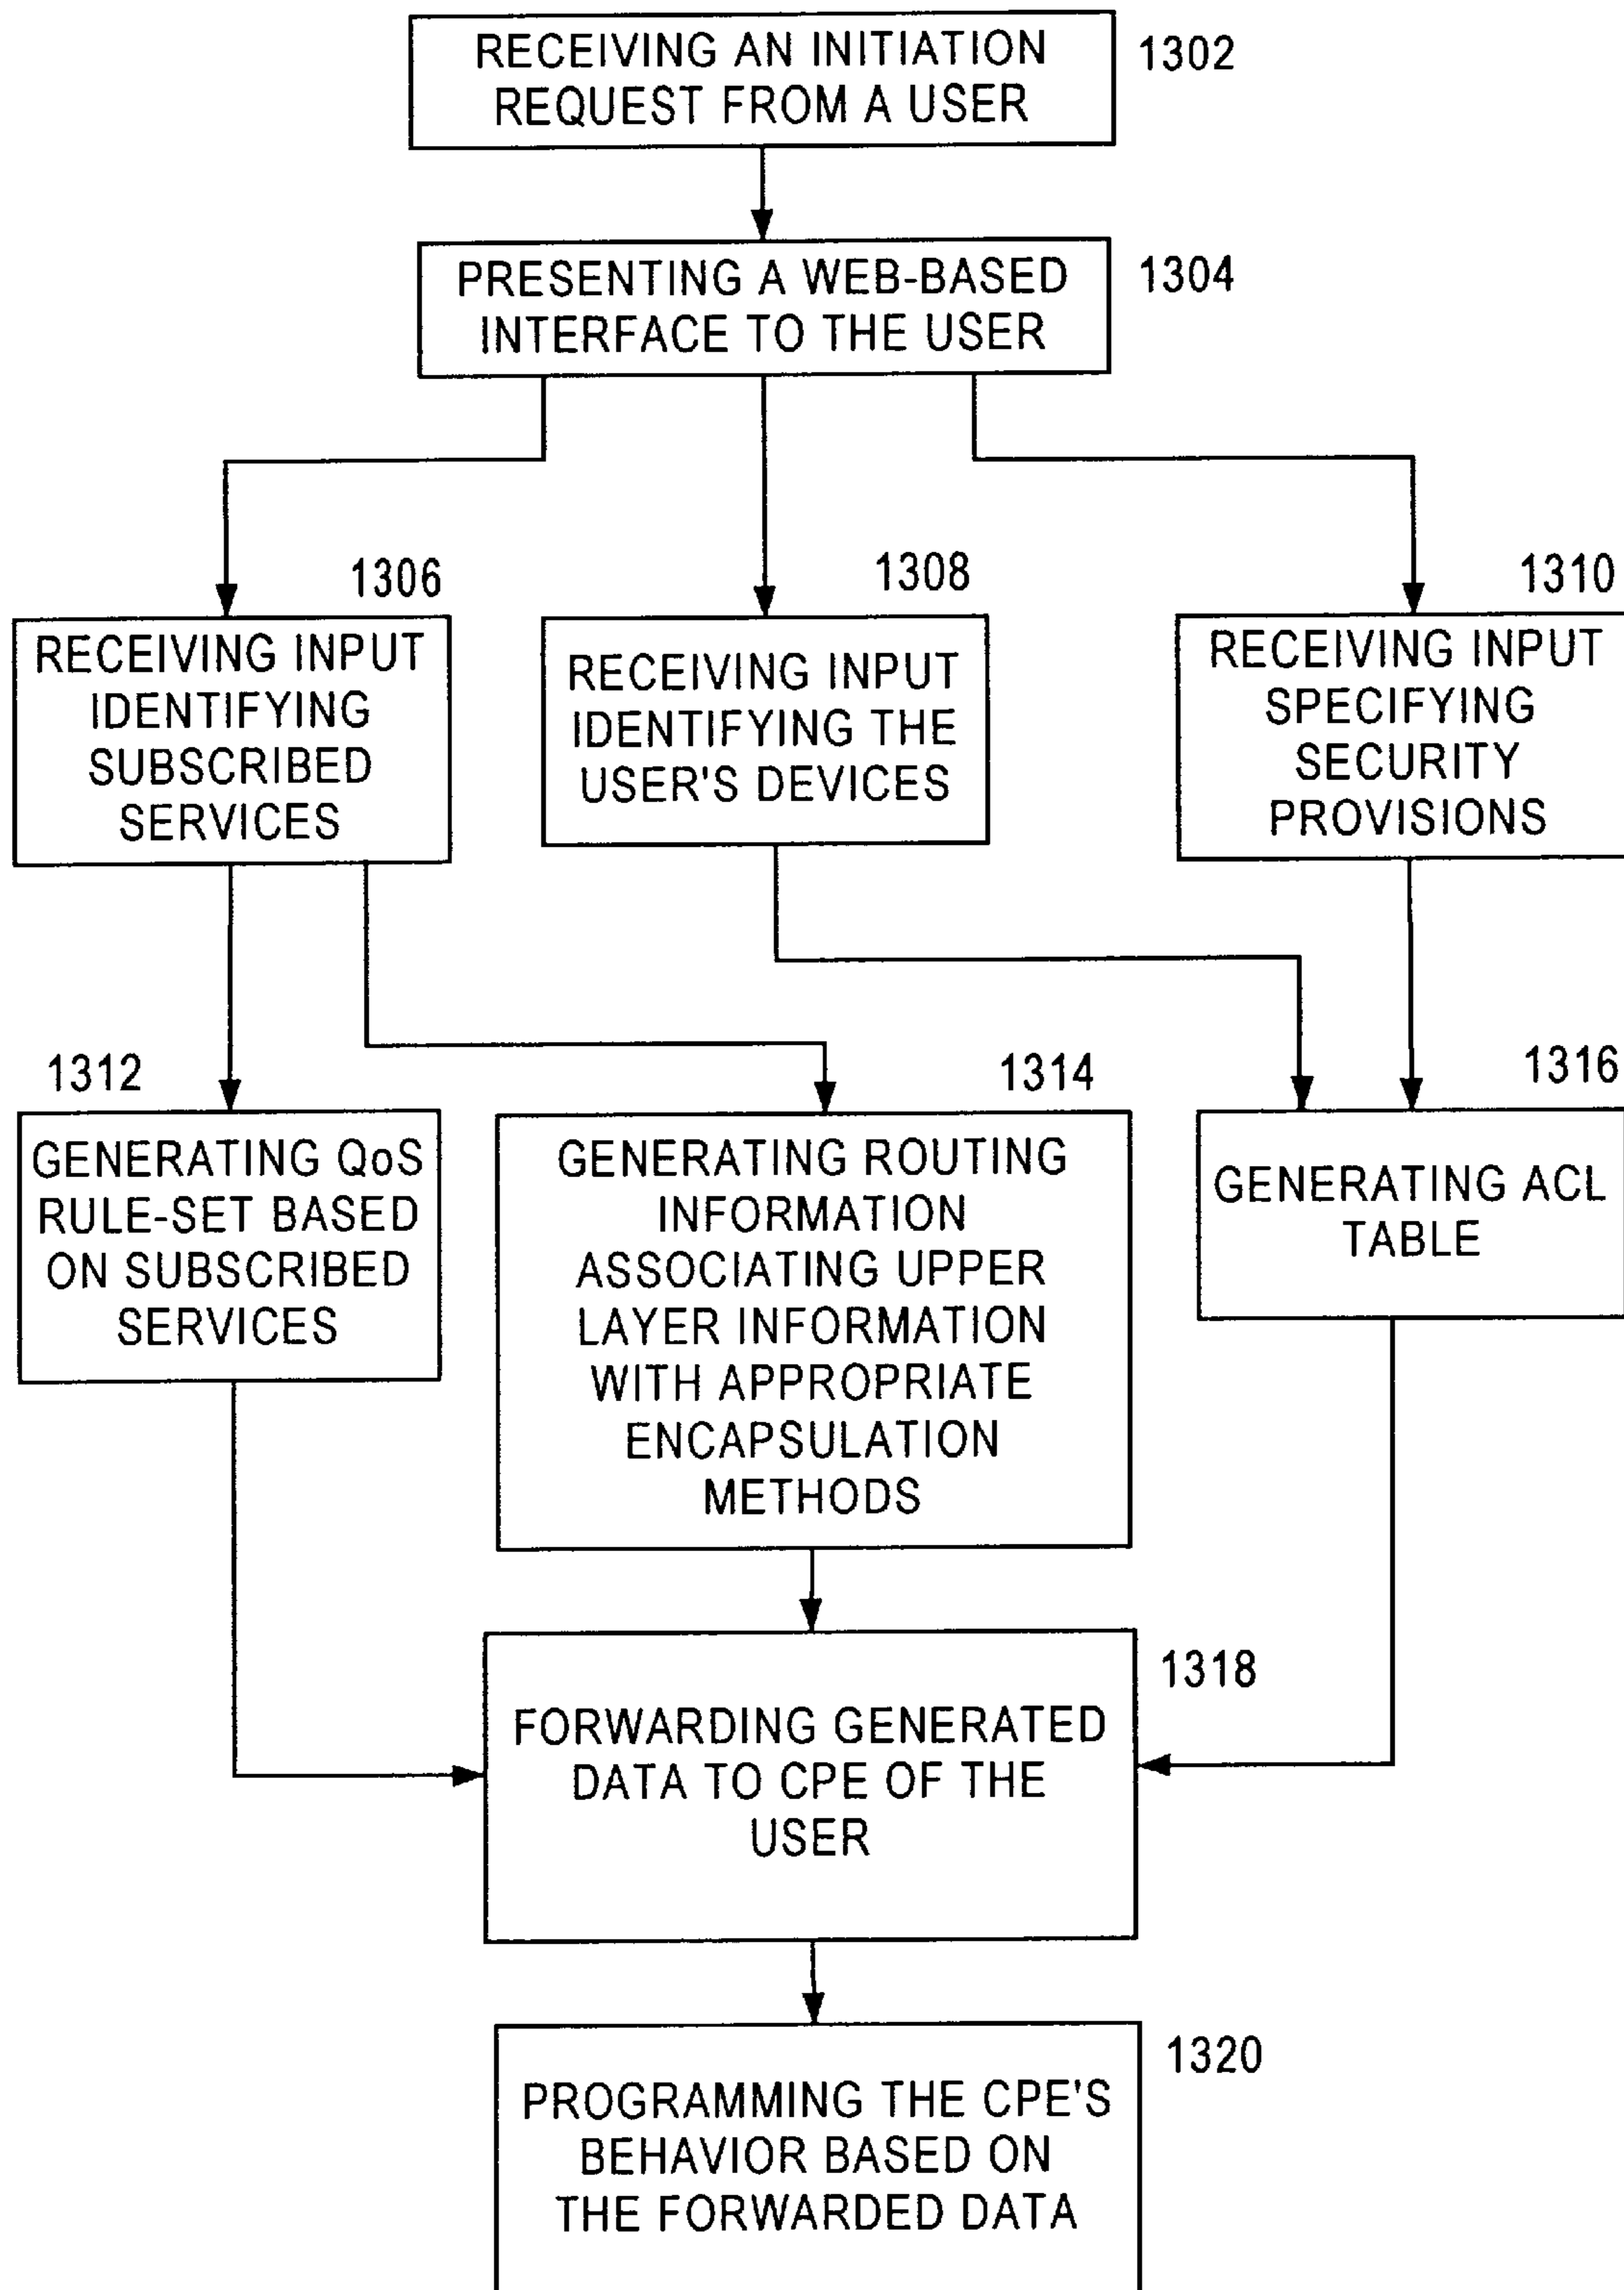 RECEIVING AN INITIATION
REQUEST FROM A USER
1302
PRESENTING A WEB-BASED
INTERFACE TO THE USER
1304
1306
RECEIVING INPUT
IDENTIFYING
SUBSCRIBED
SERVICES
1308
RECEIVING INPUT
IDENTIFYING THE
USER'S DEVICES
1310
RECEIVING INPUT
SPECIFYING
SECURITY
PROVISIONS
1312
GENERATING QoS
RULE-SET BASED
ON SUBSCRIBED
SERVICES
1314
GENERATING ROUTING
INFORMATION
ASSOCIATING UPPER
LAYER INFORMATION
WITH APPROPRIATE
ENCAPSULATION
METHODS
1316
GENERATING ACL
TABLE
1318
FORWARDING GENERATED
DATA TO CPE OF THE
USER
1320
PROGRAMMING THE CPE'S
BEHAVIOR BASED ON
THE FORWARDED DATA